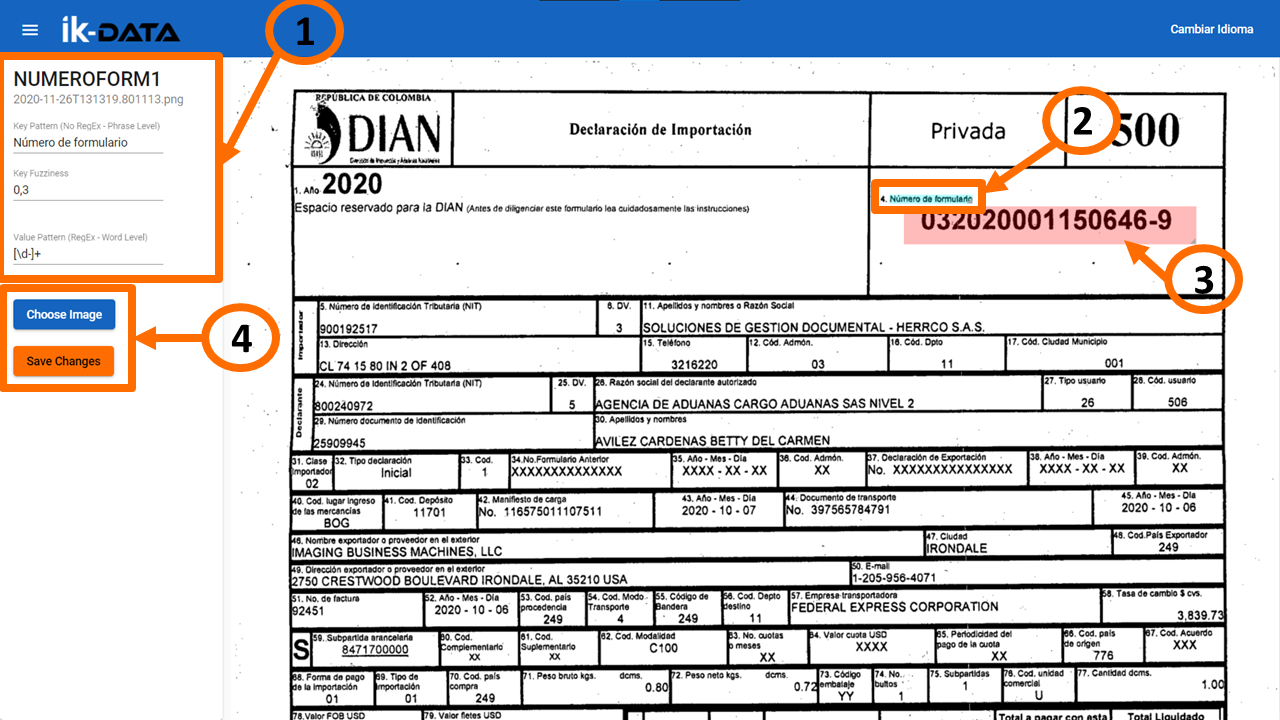 ik-DATA
Cambiar Idioma
1
NUMEROFORM1
2020-11-26T131319.801113.png
Key Pattern (No RegEx - Phrase Level)
Número de formulario
Key Fuzziness
0,3
Value Pattern (RegEx - Word Level)
[\d-]+
Choose Image
Save Changes
4
REPÚBLICA DE COLOMBIA
DIAN
Declaración de Importación
Privada
2
500
1. Año 2020
Espacio reservado para la DIAN (Antes de diligenciar este formulario lea cuidadosamente las instrucciones)
4. Número de formulario
032020001150646-9
3
Importador
5. Número de Identificación Tributaria (NIT)
900192517
6. DV.
3
11. Apellidos y nombres o Razón Social
SOLUCIONES DE GESTION DOCUMENTAL - HERRCO S.A.S.
13. Dirección
CL 74 15 80 IN 2 OF 408
15. Teléfono
3216220
12. Cód. Admón.
03
16. Cód. Dpto
11
17. Cód. Ciudad Municipio
001
Declarante
24. Número de Identificación Tributaria (NIT)
800240972
25. DV.
5
26. Razón social del declarante autorizado
AGENCIA DE ADUANAS CARGO ADUANAS SAS NIVEL 2
27. Tipo usuario
26
28. Cód. usuario
506
29. Número documento de identificación
25909945
30. Apellidos y nombres
AVILEZ CARDENAS BETTY DEL CARMEN
31. Clase
Importador
02
32. Tipo declaración
Inicial
33. Cod.
1
34.No.Formulario Anterior
XXXXXXXXXXXXXX
35. Año - Mes - Día
XXXX - XX - XX
36. Cod. Admón.
XX
37. Declaración de Exportación
No. XXXXXXXXXXXXXXX
38. Año - Mes - Día
XXXX - XX - XX
39. Cod. Admón.
XX
40. Cod. lugar ingreso
de las mercancías
BOG
41. Cod. Depósito
11701
42. Manifiesto de carga
No. 116575011107511
43. Año - Mes - Día
2020 - 10 - 07
44. Documento de transporte
No. 397565784791
45. Año - Mes - Día
2020 - 10 - 06
46. Nombre exportador o proveedor en el exterior
IMAGING BUSINESS MACHINES, LLC
47. Ciudad
IRONDALE
48. Cod.País Exportador
249
49. Dirección exportador o proveedor en el exterior
2750 CRESTWOOD BOULEVARD IRONDALE, AL 35210 USA
50. E-mail
1-205-956-4071
51. No. de factura
92451
52. Año - Mes - Día
2020 - 10 - 06
53. Cod. país
procedencia
249
54. Cod. Modo
Transporte
4
55. Código de
Bandera
249
56. Cod. Depto
destino
11
57. Empresa transportadora
FEDERAL EXPRESS CORPORATION
58. Tasa de cambio $ cvs.
3,839.73
S
59. Subpartida arancelaria
8471700000
60. Cod.
Complementario
XX
61. Cod.
Suplementario
XX
62. Cod. Modalidad
C100
63. No. cuotas
o meses
XX
64. Valor cuota USD
XXXX
65. Periodicidad del
pago de la cuota
XX
66. Cod. país
de origen
776
67. Cod. Acuerdo
XXX
68. Forma de pago
de la importación
01
69. Tipo de
importación
01
70. Cod. país
compra
249
71. Peso bruto kgs. dcms.
0.80
72. Peso neto kgs. dcms.
0.72
73. Código
embalaje
YY
74. No.
bultos
1
75. Subpartidas
1
76. Cod. unidad
comercial
U
77. Cantidad dcms.
1.00
78.Valor FOB USD
79. Valor fletes USD
Total a pagar con esta
Total Liquidado